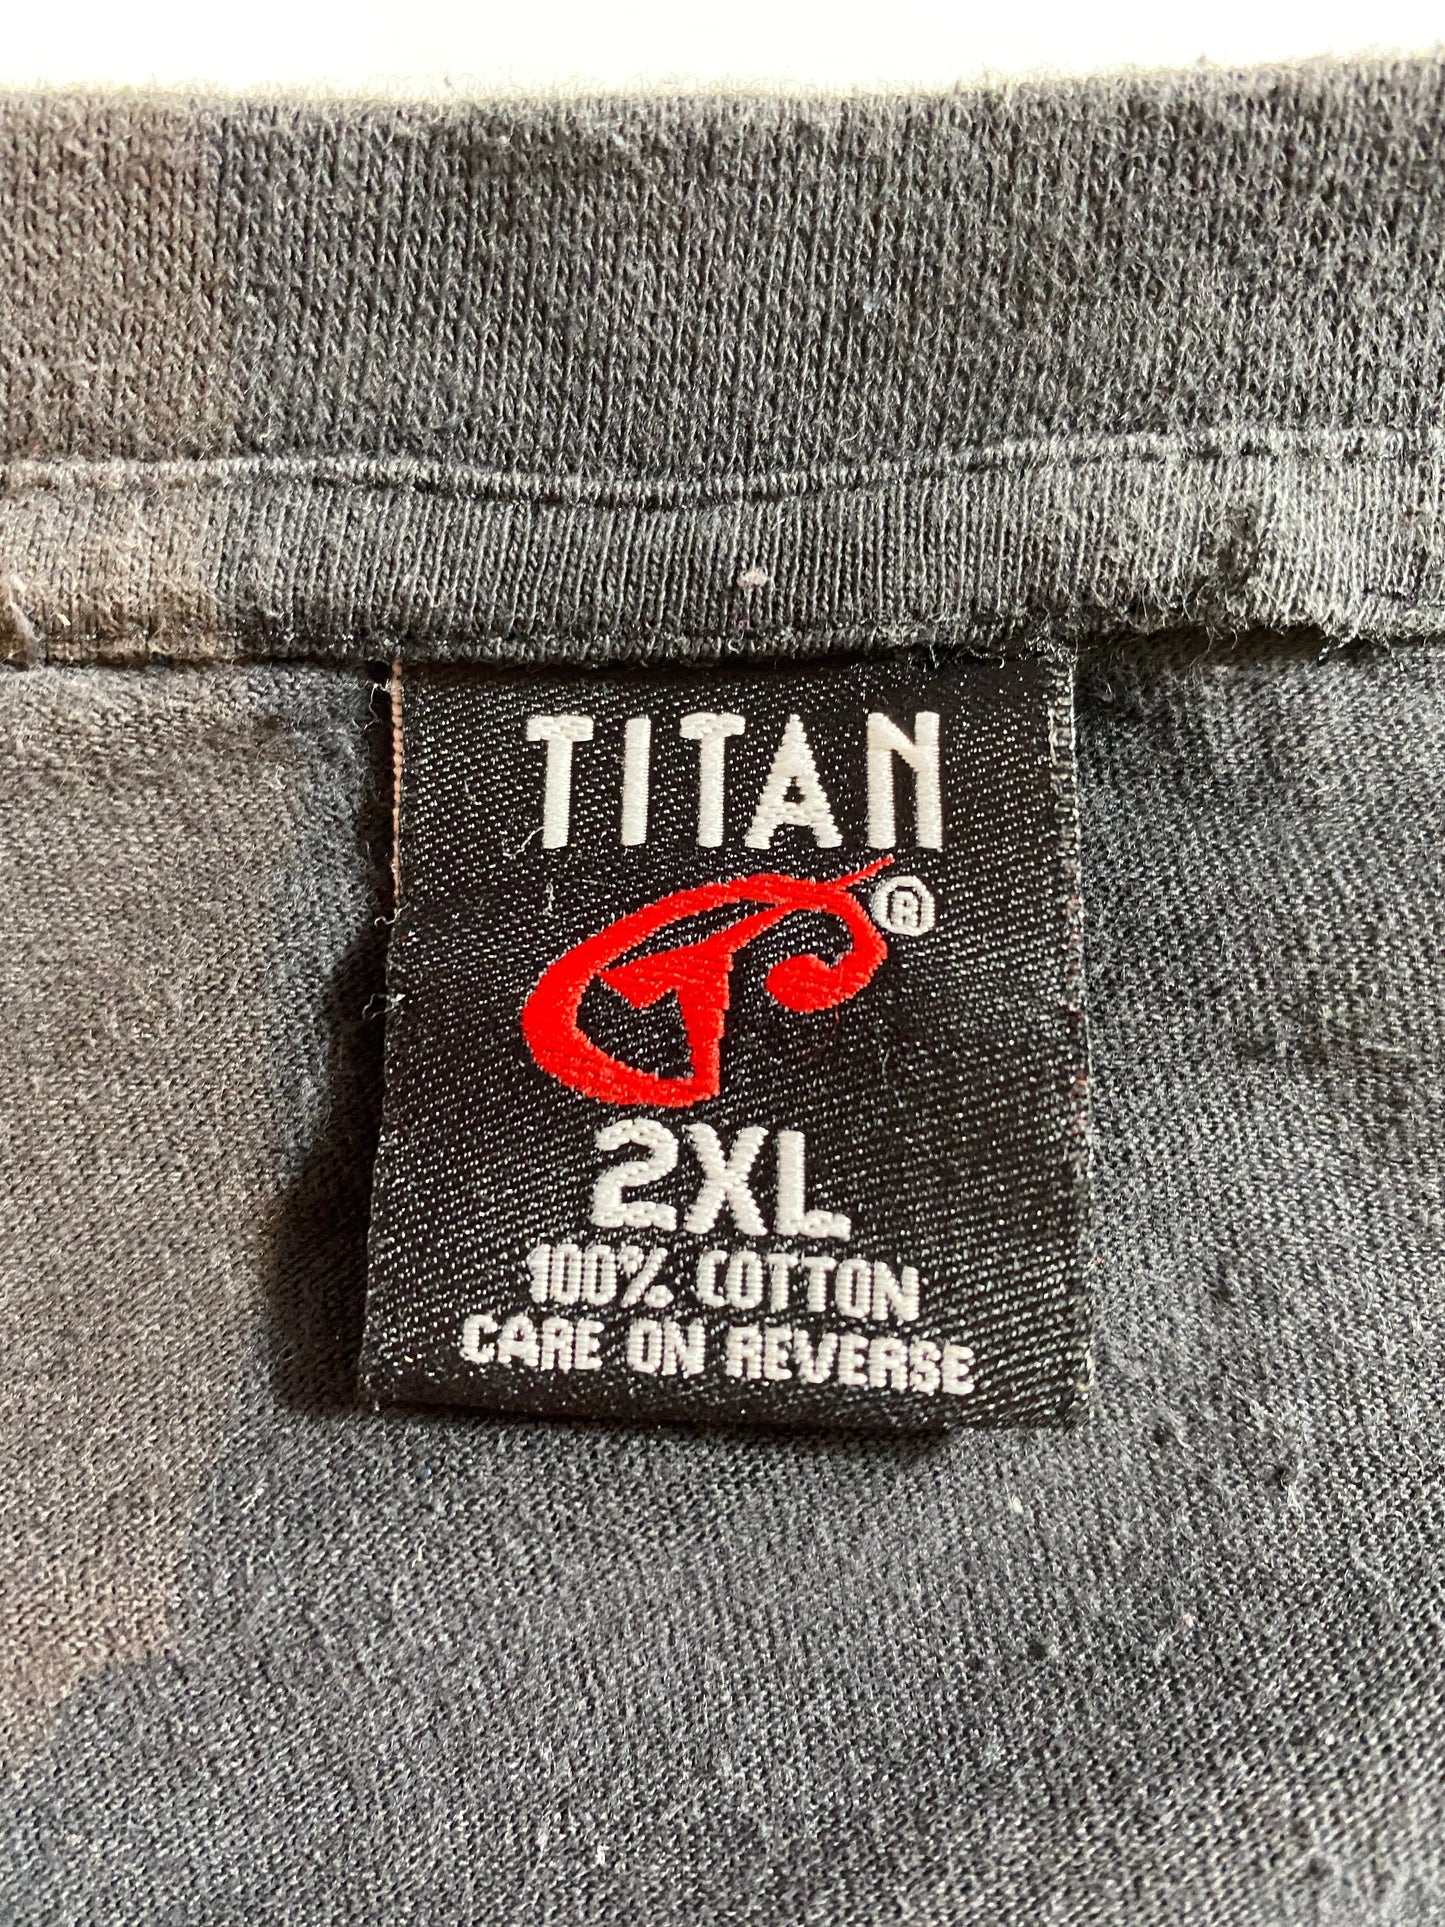 TITAN
®
2XL
100% COTTON
CARE ON REVERSE